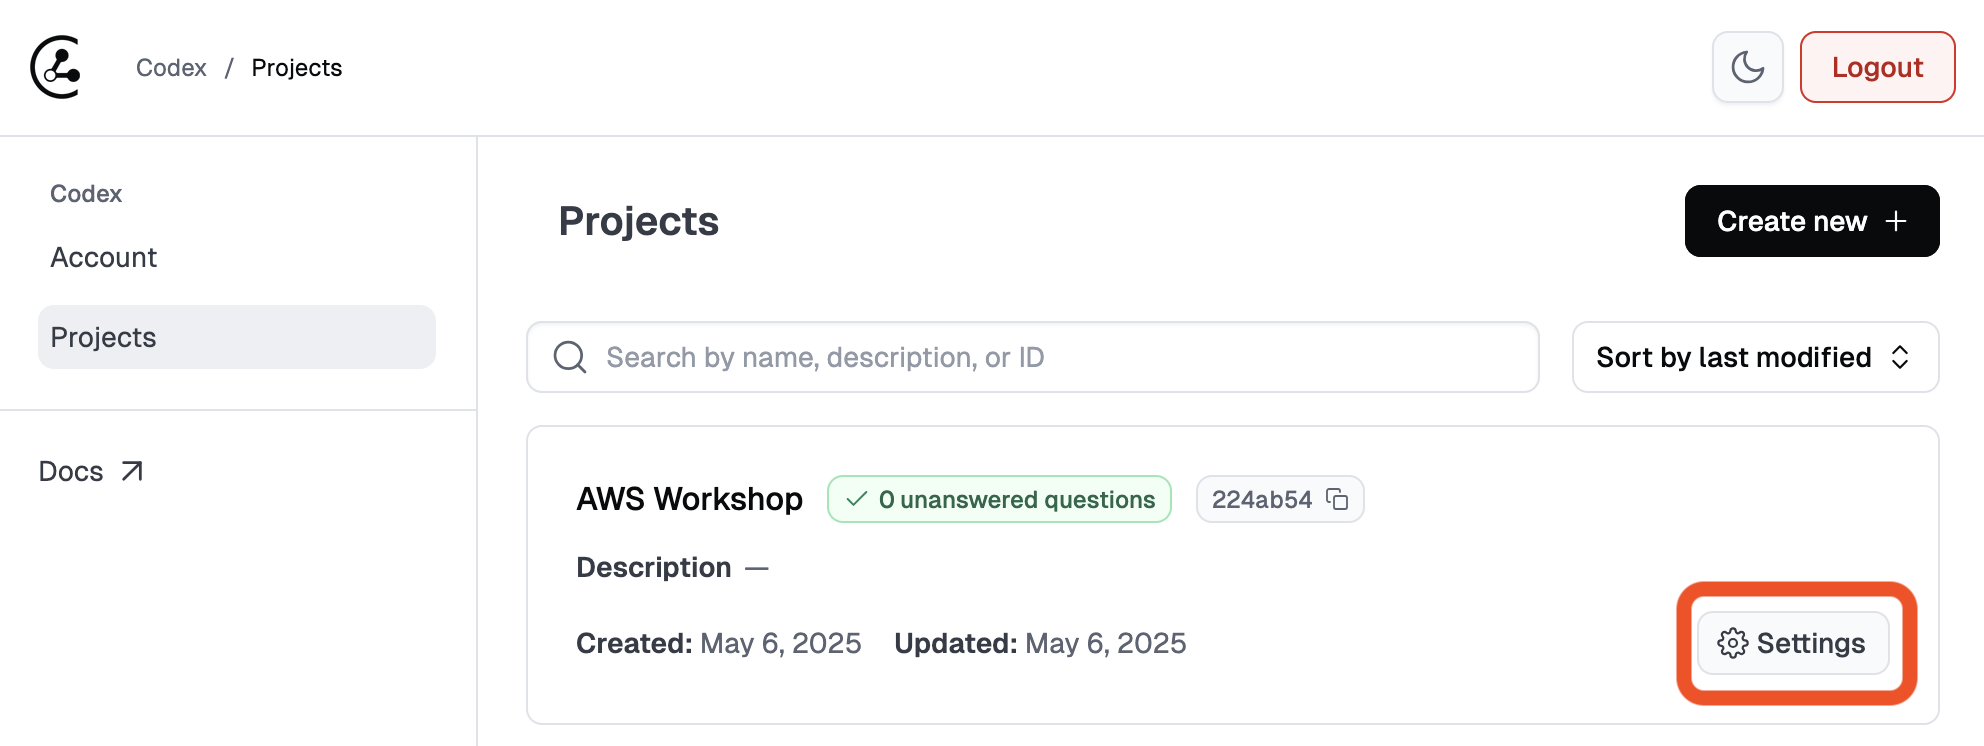 Codex / Projects
Logout
Codex
Account
Projects
Docs
Projects
Create new +
Search by name, description, or ID
Sort by last modified
AWS Workshop
0 unanswered questions
224ab54
Description —
Created: May 6, 2025 Updated: May 6, 2025
Settings